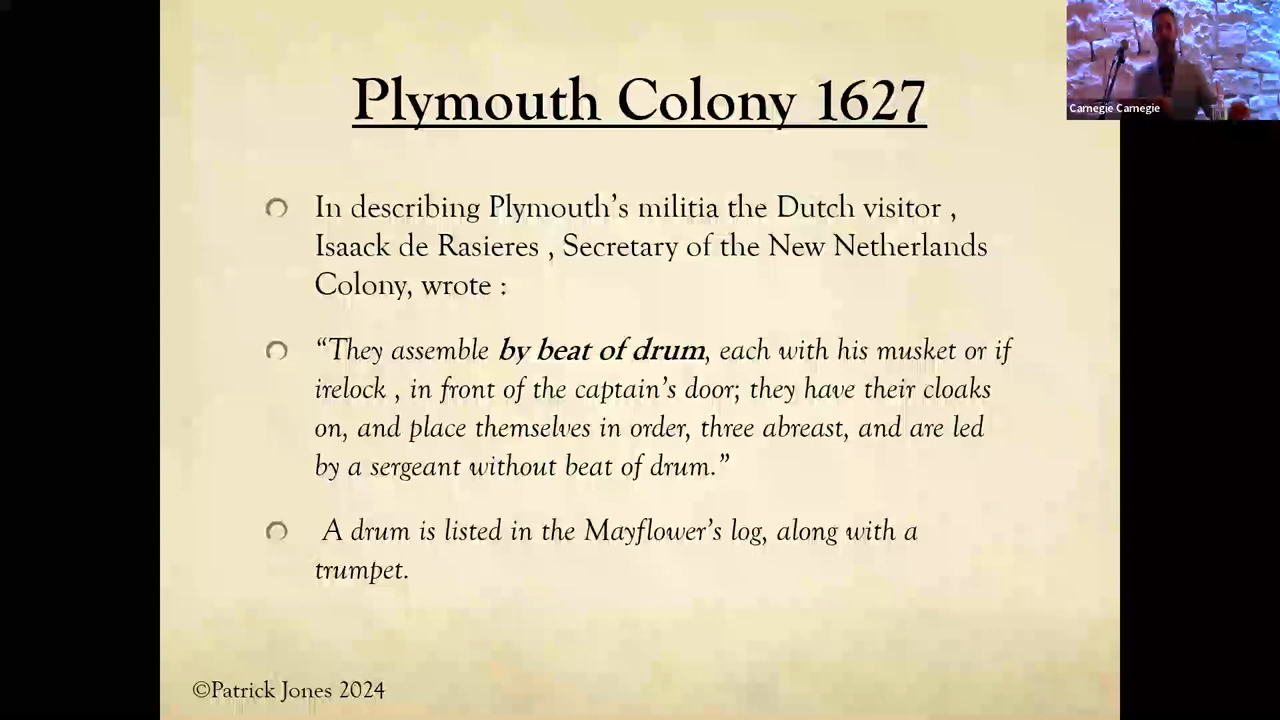 Plymouth Colony 1627
Carnegie Carnegie
In describing Plymouth’s militia the Dutch visitor ,
Isaack de Rasieres , Secretary of the New Netherlands
Colony, wrote :
“They assemble by beat of drum, each with his musket or if
irelock , in front of the captain’s door; they have their cloaks
on, and place themselves in order, three abreast, and are led
by a sergeant without beat of drum.”
A drum is listed in the Mayflower’s log, along with a
trumpet.
©Patrick Jones 2024